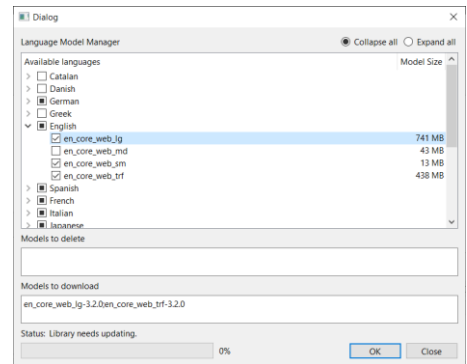 Dialog
Language Model Manager Collapse all Expand all
Available languages Model Size
Catalan
Danish
German
Greek
English
en_core_web_lg 741 MB
en_core_web_md 43 MB
en_core_web_sm 13 MB
en_core_web_trf 438 MB
Spanish
French
Italian
Japanese
Models to delete
Models to download
en_core_web_lg-3.2.0;en_core_web_trf-3.2.0
Status: Library needs updating.
0% OK Close